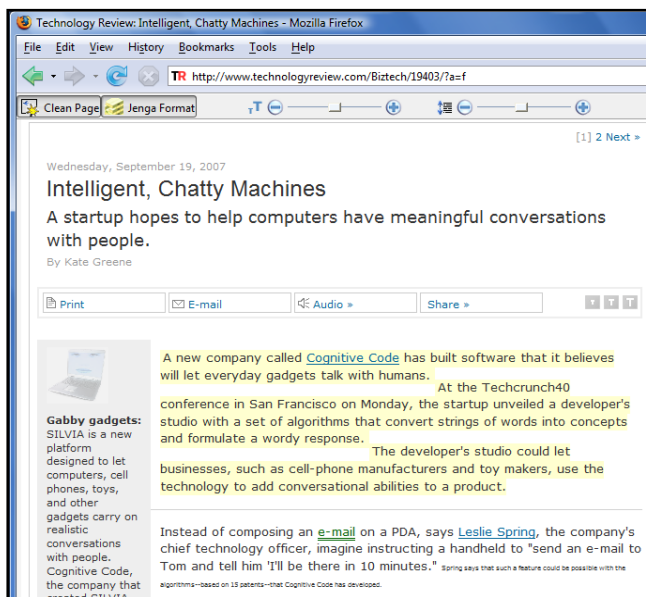 Technology Review: Intelligent, Chatty Machines - Mozilla Firefox
File Edit View History Bookmarks Tools Help
TR http://www.technologyreview.com/Biztech/19403/?a=f
Clean Page Jenga Format TT
[1] 2 Next »
Wednesday, September 19, 2007
Intelligent, Chatty Machines
A startup hopes to help computers have meaningful conversations
with people.
By Kate Greene
Print E-mail Audio » Share » T T T
Gabby gadgets:
SILVIA is a new
platform
designed to let
computers, cell
phones, toys,
and other
gadgets carry on
realistic
conversations
with people.
Cognitive Code,
the company that
created SILVIA
A new company called Cognitive Code has built software that it believes
will let everyday gadgets talk with humans.
At the Techcrunch40
conference in San Francisco on Monday, the startup unveiled a developer's
studio with a set of algorithms that convert strings of words into concepts
and formulate a wordy response.
The developer's studio could let
businesses, such as cell-phone manufacturers and toy makers, use the
technology to add conversational abilities to a product.
Instead of composing an e-mail on a PDA, says Leslie Spring, the company's
chief technology officer, imagine instructing a handheld to "send an e-mail to
Tom and tell him 'I'll be there in 10 minutes." Spring says that such a feature could be possible with the
algorithms--based on 15 patents--that Cognitive Code has developed.